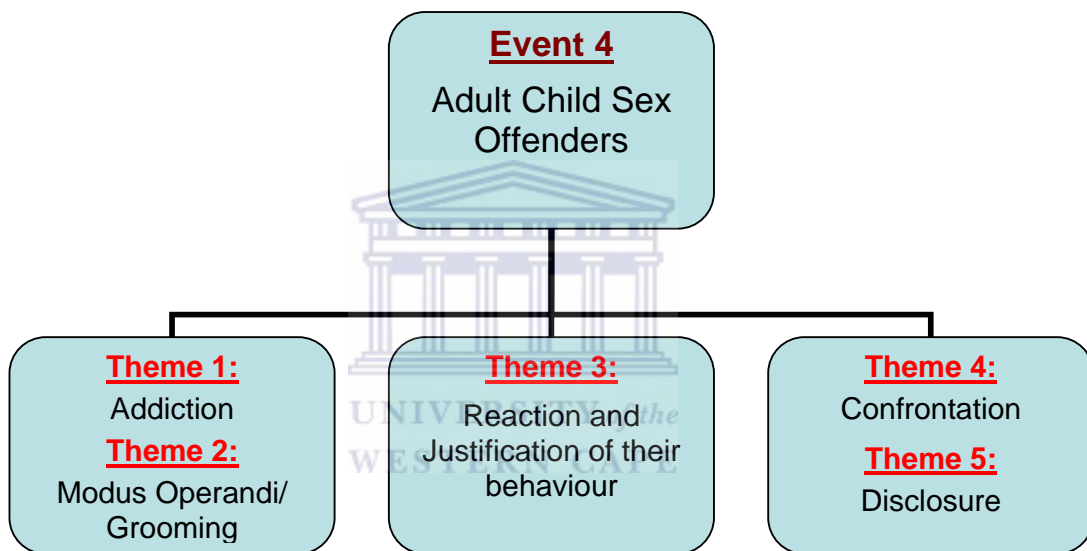 Event 4
Adult Child Sex
Offenders
Theme 1:
Addiction
Theme 2:
Modus Operandi/
Grooming
Theme 3:
Reaction and
Justification of their
behaviour
Theme 4:
Confrontation
Theme 5:
Disclosure
UNIVERSITY of the
WESTERN CAPE